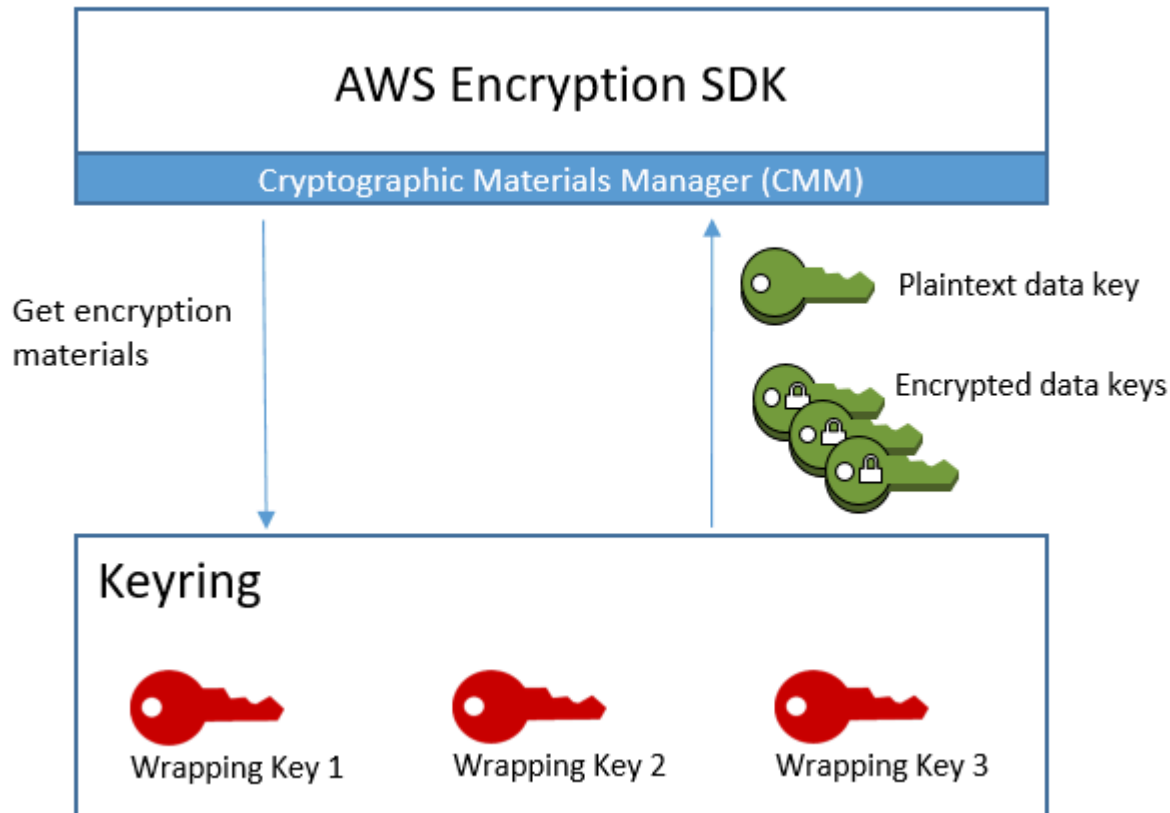 AWS Encryption SDK
Cryptographic Materials Manager (CMM)
Get encryption
materials
Plaintext data key
Encrypted data keys
Keyring
Wrapping Key 1
Wrapping Key 2
Wrapping Key 3